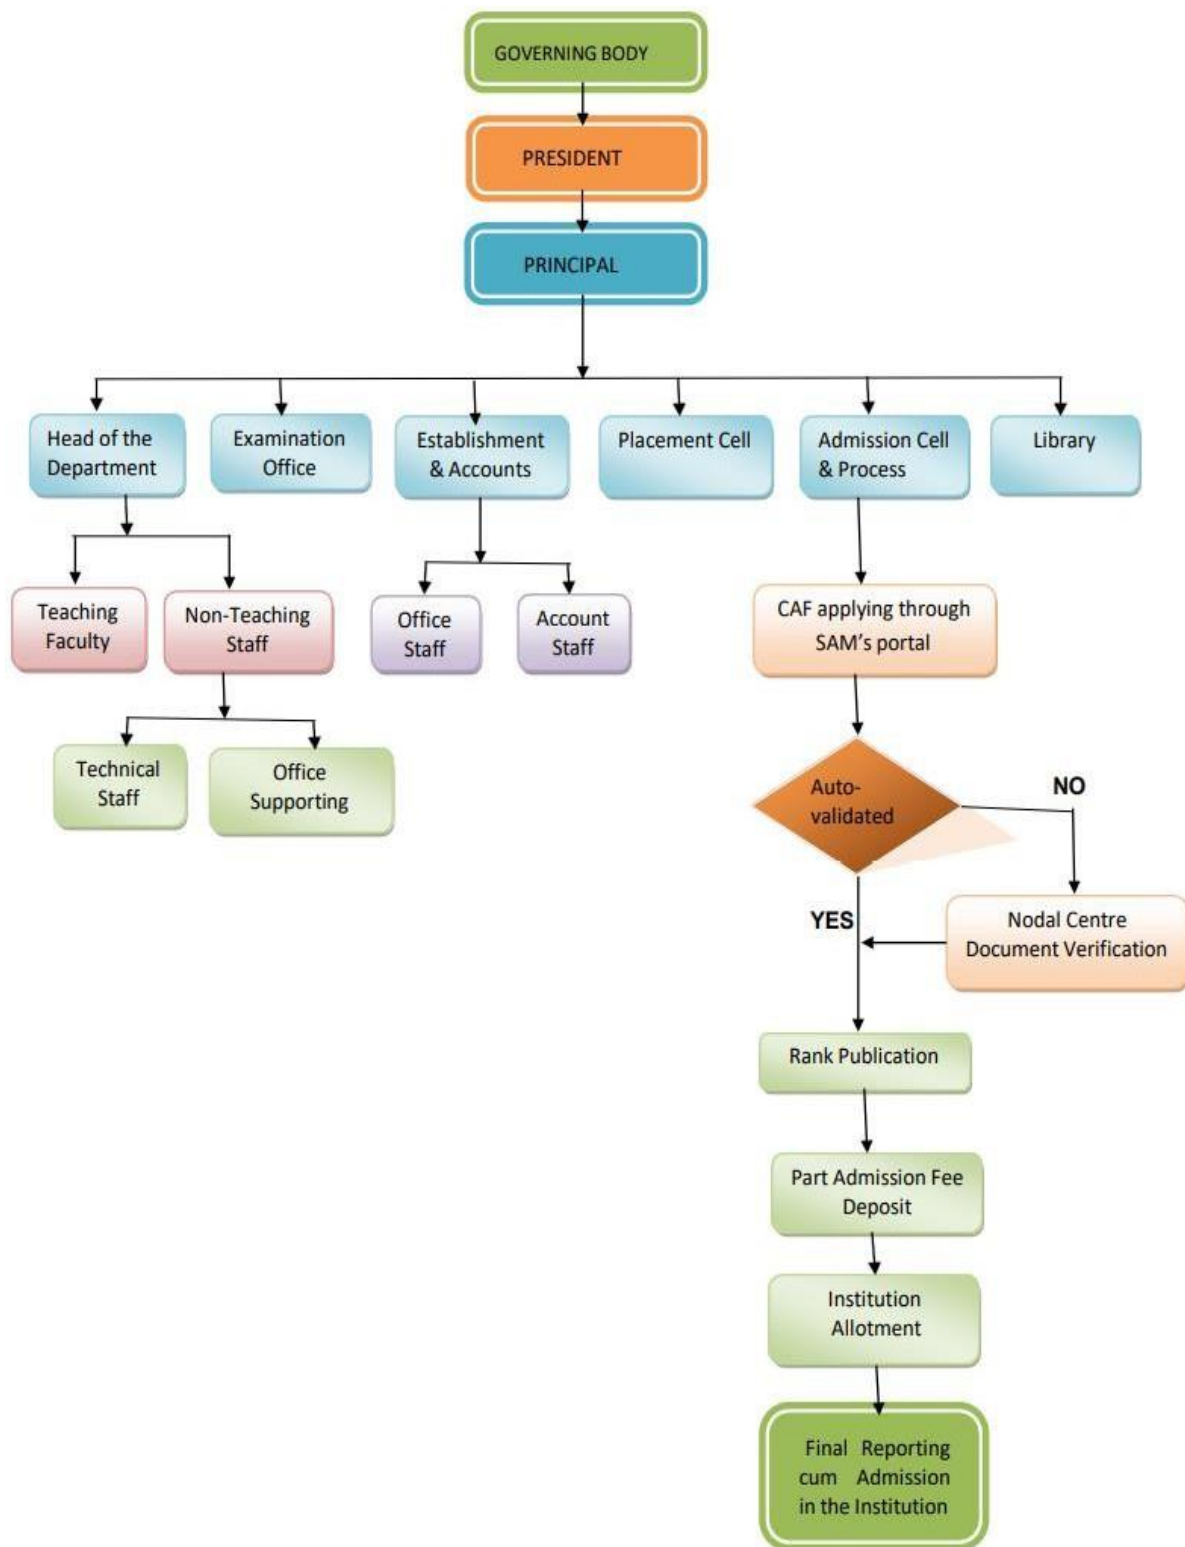 GOVERNING BODY
PRESIDENT
PRINCIPAL
Head of the
Department
Examination
Office
Establishment
& Accounts
Placement Cell
Admission Cell
& Process
Library
Teaching
Faculty
Non-Teaching
Staff
Office
Staff
Account
Staff
CAF applying through
SAM’s portal
Technical
Staff
Office
Supporting
Auto-
validated
NO
YES
Nodal Centre
Document Verification
Rank Publication
Part Admission Fee
Deposit
Institution
Allotment
Final Reporting
cum Admission
in the Institution